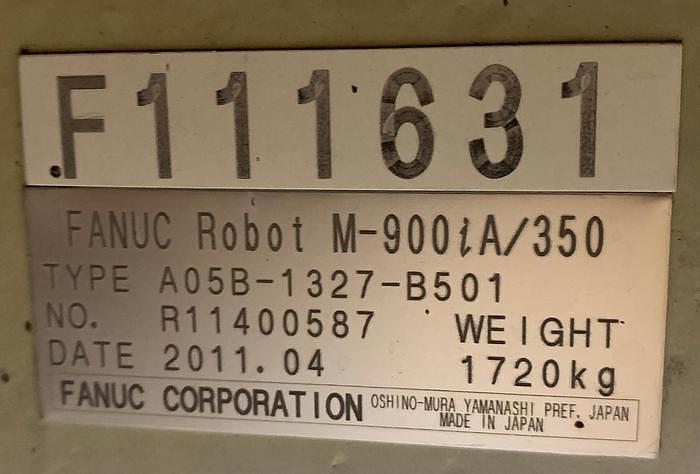 F111631
FANUC Robot M-900iA/350
TYPE A05B-1327-B501
NO. R11400587 WEIGHT
DATE 2011.04 1720kg
FANUC CORPORATION OSHINO-MURA YAMANASHI PREF. JAPAN
MADE IN JAPAN